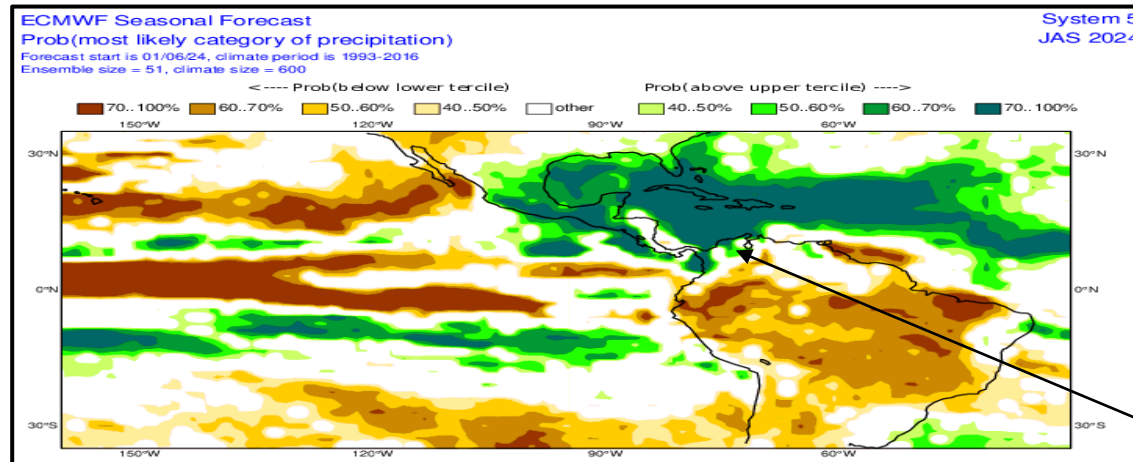 ECMWF Seasonal Forecast System 5
Prob(most likely category of precipitation) JAS 2024
Forecast start is 01/06/24, climate period is 1993-2016
Ensemble size = 51, climate size = 600
<---- Prob(below lower tercile) Prob(above upper tercile) ---->
70..100% 60..70% 50..60% 40..50% other 40..50% 50..60% 60..70% 70..100%
150°W 120°W 90°W 60°W
30°N 30°N
0°N 0°N
30°S 30°S
150°W 120°W 90°W 60°W